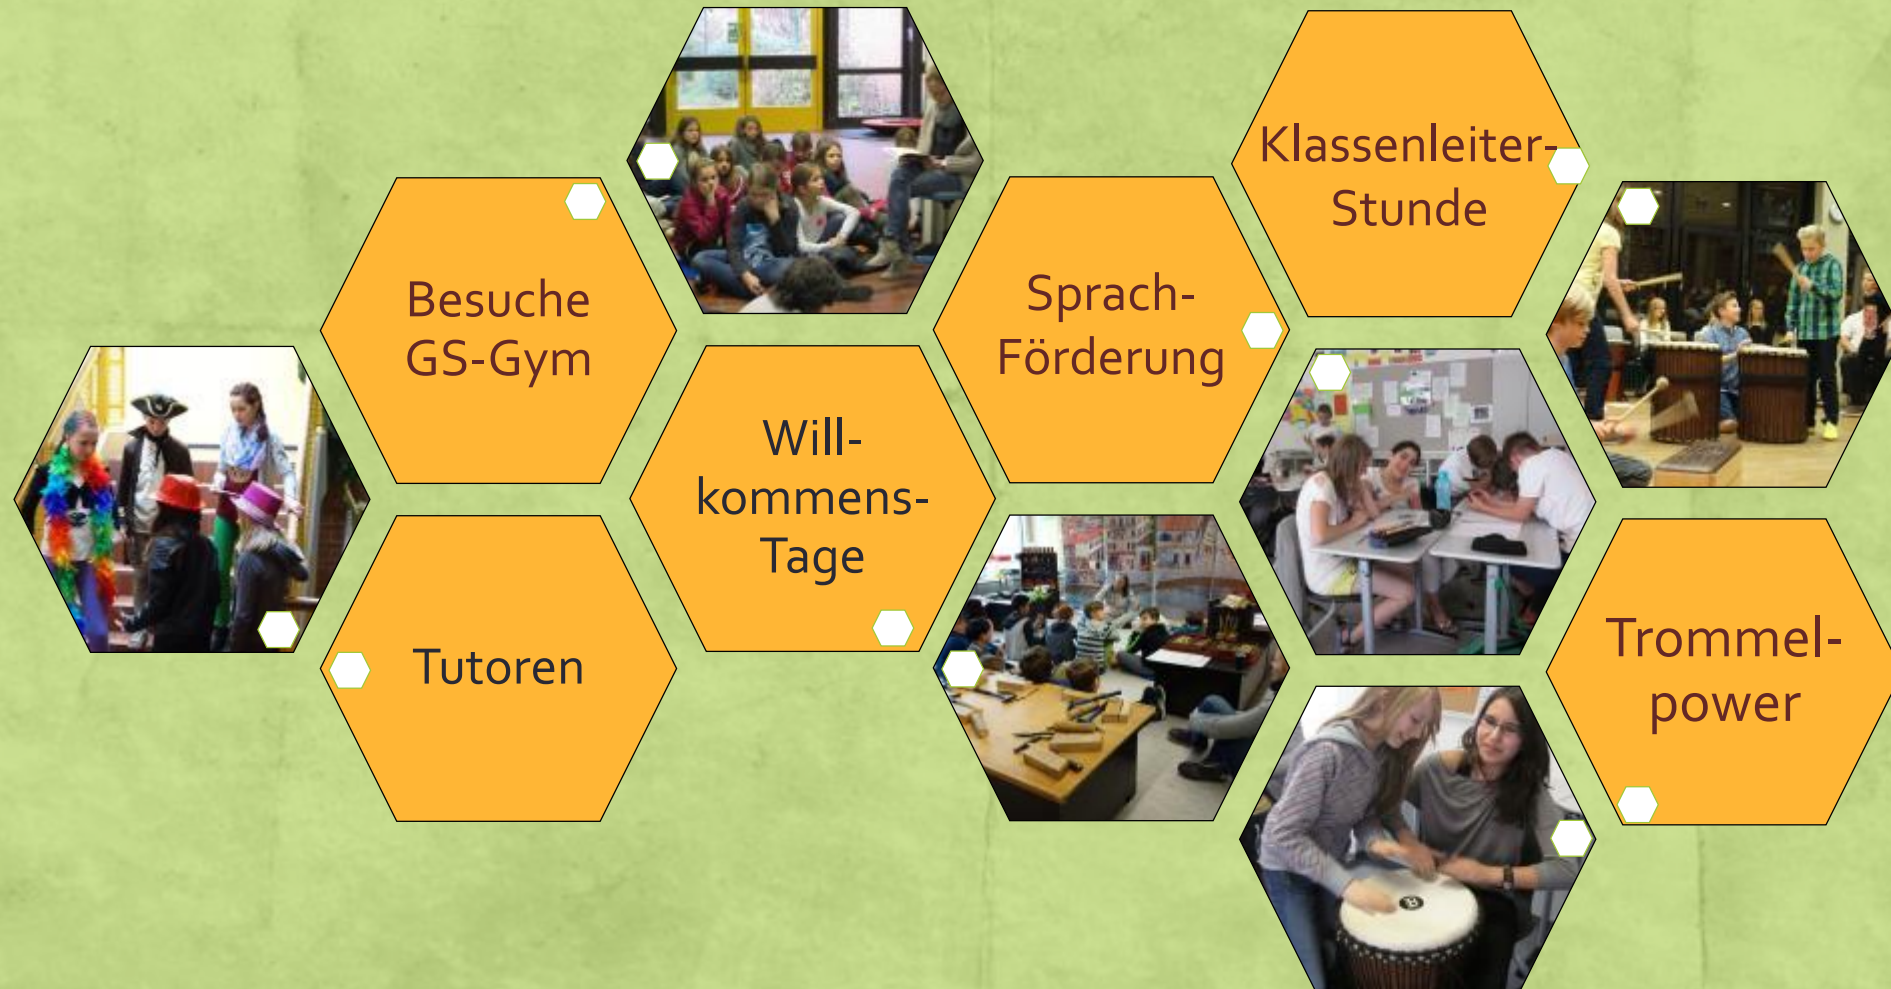 Besuche
GS-Gym
Tutoren
Will-
kommens-
Tage
Sprach-
Förderung
Klassenleiter-
Stunde
Trommel-
power